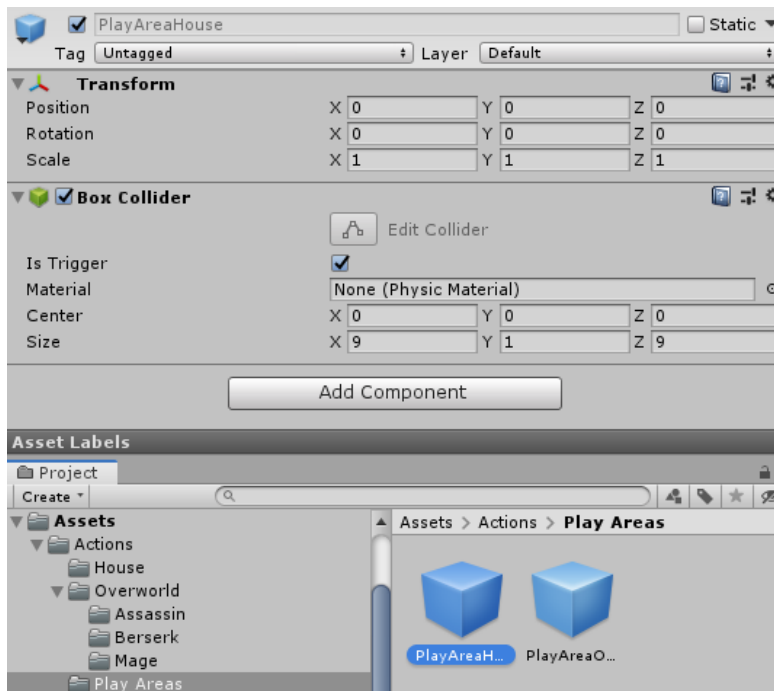 PlayAreaHouse Static
Tag Untagged Layer Default
Transform
Position X 0 Y 0 Z 0
Rotation X 0 Y 0 Z 0
Scale X 1 Y 1 Z 1
Box Collider
Edit Collider
Is Trigger
Material None (Physic Material)
Center X 0 Y 0 Z 0
Size X 9 Y 1 Z 9
Add Component
Asset Labels
Project
Create
Assets
Actions
House
Overworld
Assassin
Berserk
Mage
Play Areas
Assets > Actions > Play Areas
PlayAreaH... PlayAreaO...